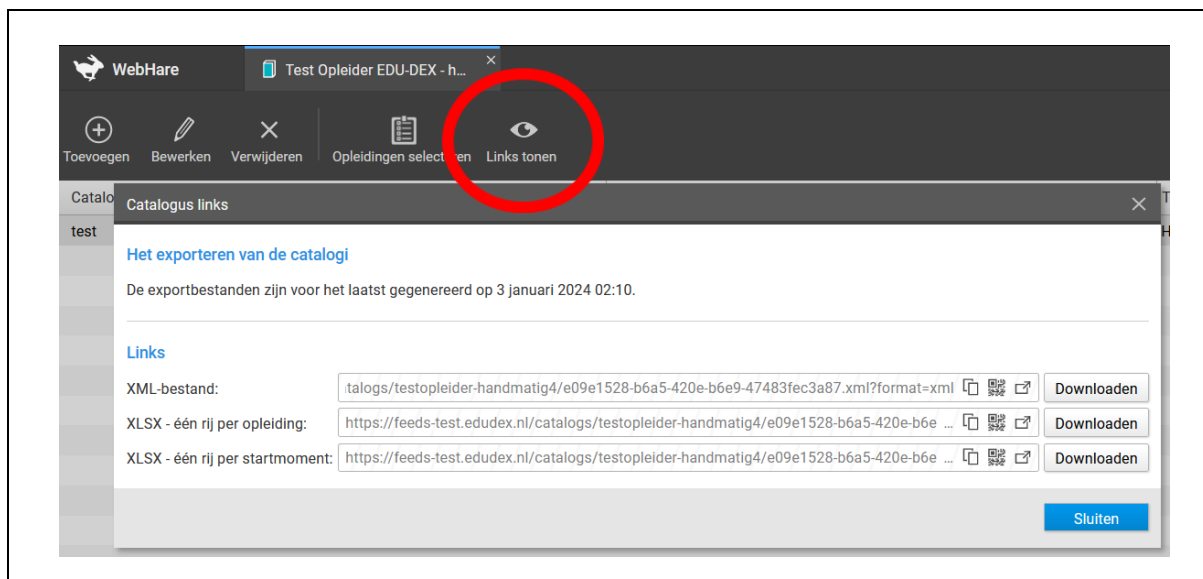 WebHare
Test Opleider EDU-DEX - h...
Toevoegen Bewerken Verwijderen Opleidingen selecteren Links tonen
Catalo
Catalogus links
T
test
H
Het exporteren van de catalogi
De exportbestanden zijn voor het laatst gegenereerd op 3 januari 2024 02:10.
Links
XML-bestand: talogs/testopleider-handmatig4/e09e1528-b6a5-420e-b6e9-47483fec3a87.xml?format=xml Downloaden
XLSX - één rij per opleiding: https://feeds-test.edudex.nl/catalogs/testopleider-handmatig4/e09e1528-b6a5-420e-b6e ... Downloaden
XLSX - één rij per startmoment: https://feeds-test.edudex.nl/catalogs/testopleider-handmatig4/e09e1528-b6a5-420e-b6e ... Downloaden
Sluiten